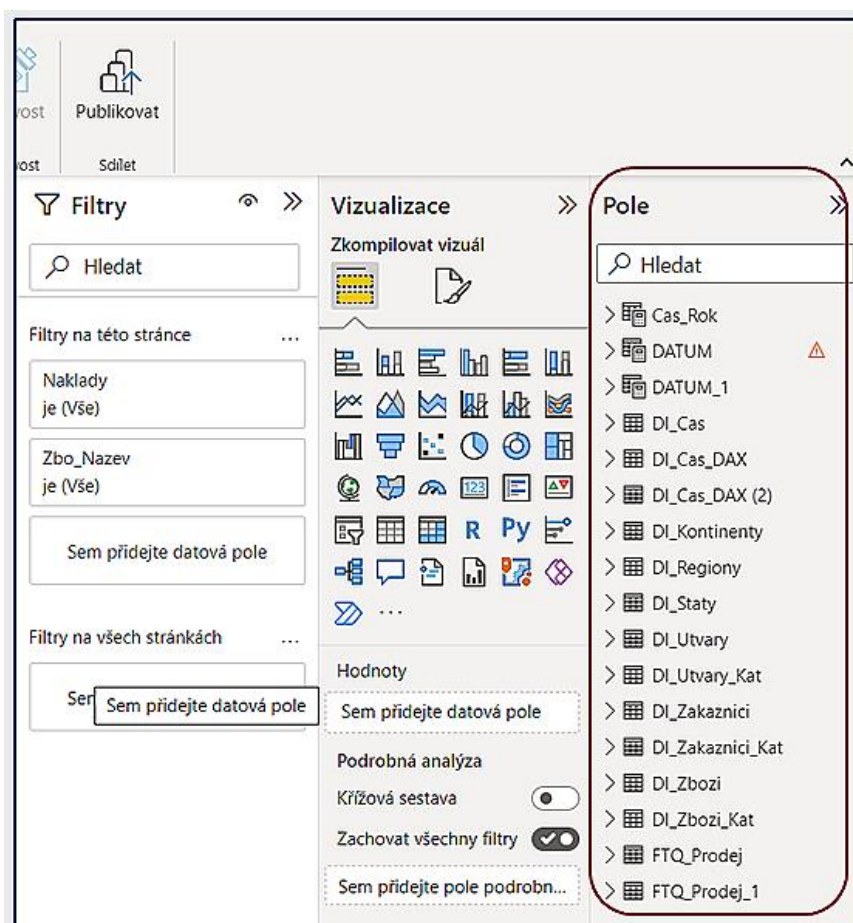 vost
Publikovat
vost
Sdílet
Filtry
Hledat
Filtry na této stránce
...
Naklady
je (Vše)
Zbo_Nazev
je (Vše)
Sem přidejte datová pole
Filtry na všech stránkách
...
Sem přidejte datová pole
Vizualizace
Zkompilovat vizuál
123
R
Py
...
Hodnoty
Sem přidejte datová pole
Podrobná analýza
Křížová sestava
Zachovat všechny filtry
Sem přidejte pole podrobn...
Pole
Hledat
Cas_Rok
DATUM
DATUM_1
DI_Cas
DI_Cas_DAX
DI_Cas_DAX (2)
DI_Kontinenty
DI_Regiony
DI_Staty
DI_Utvary
DI_Utvary_Kat
DI_Zakaznici
DI_Zakaznici_Kat
DI_Zbozi
DI_Zbozi_Kat
FTQ_Prodej
FTQ_Prodej_1